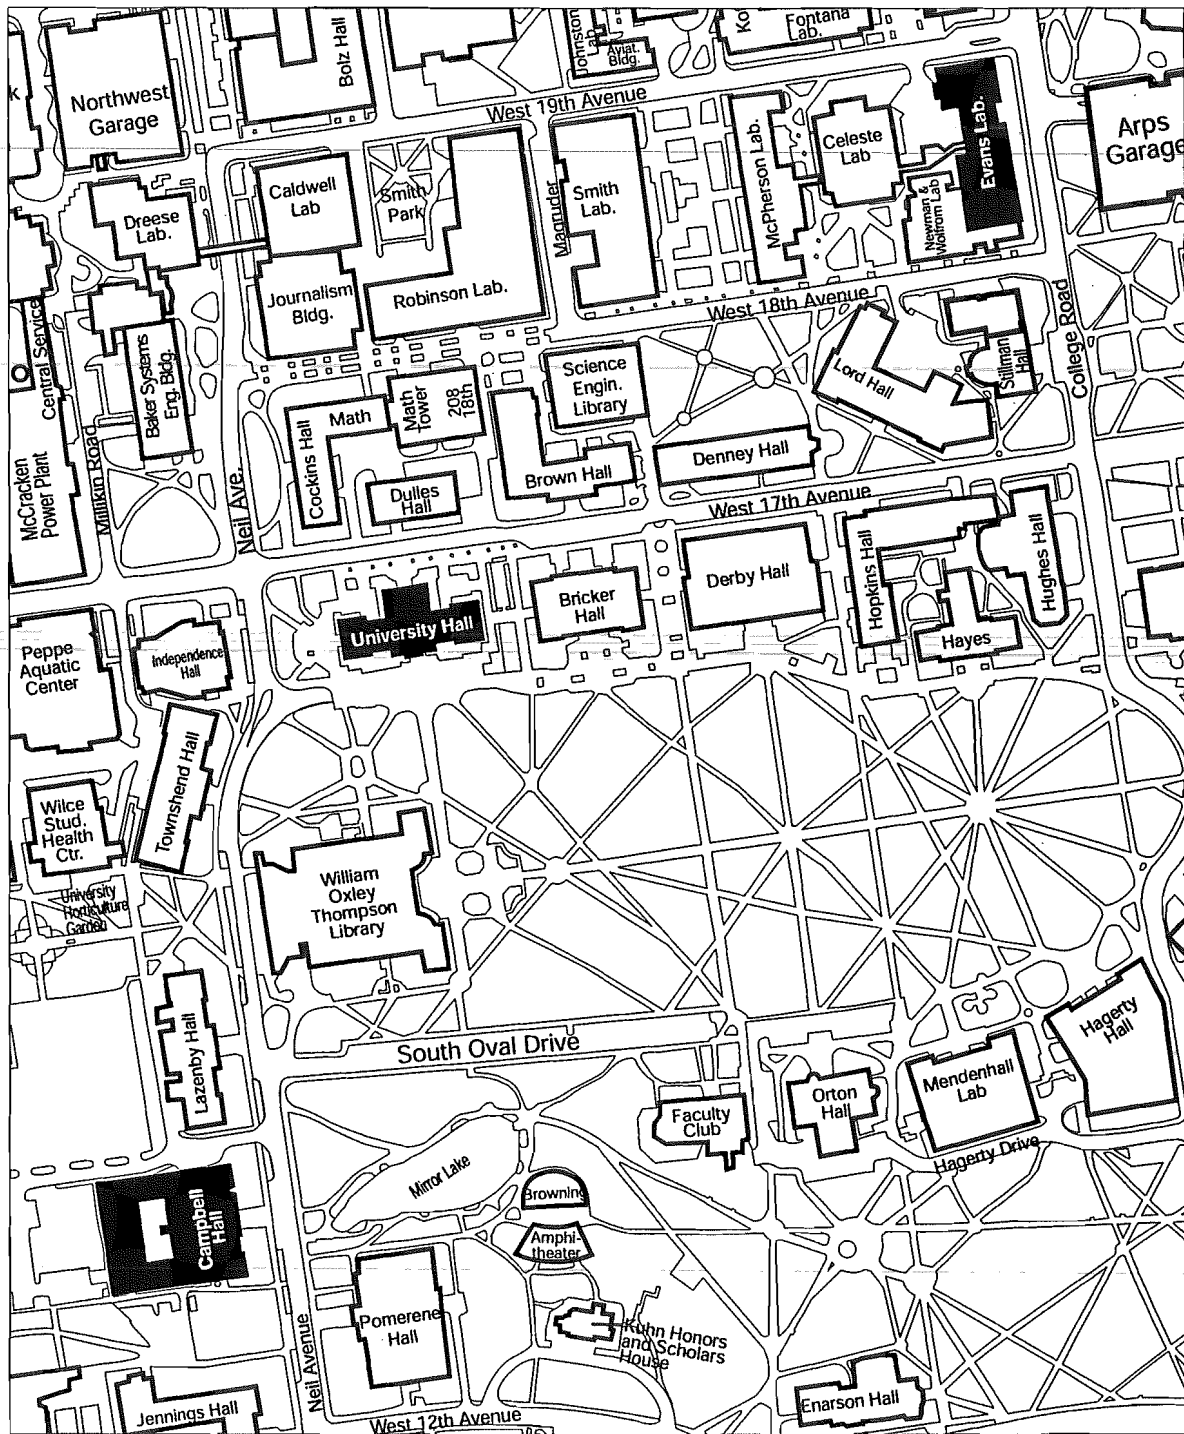 Bolz Hall
Johnston
Lab.
Aviat.
Bldg.
Ko
Fontana
Lab.
k
Northwest
Garage
West 19th Avenue
McPherson Lab.
Celeste
Lab
Evans Lab.
Arps
Garage
Caldwell
Lab
Smith
Park
Magruder
Smith
Lab.
Newman &
Wolfrom Lab
Dreese
Lab.
Journalism
Bldg.
Robinson Lab.
West 18th Avenue
College Road
Central Service
Baker Systems
Eng. Bldg.
Science
Engin.
Library
Lord Hall
Stillman
Hall
Math
Math
Tower
208
18th
Cockins Hall
Dulles
Hall
Brown Hall
Denney Hall
McCracken
Power Plant
Millikin Road
Neil Ave.
West 17th Avenue
Hopkins Hall
Hughes Hall
Derby Hall
Bricker
Hall
University Hall
Hayes
Peppe
Aquatic
Center
Independence
Hall
Townshend Hall
Wilce
Stud.
Health
Ctr.
University
Horticulture
Garden
William
Oxley
Thompson
Library
Lazenby Hall
South Oval Drive
Hagerty
Hall
Mendenhall
Lab
Orton
Hall
Faculty
Club
Hagerty Drive
Mirror Lake
Browning
Amphi-
theater
Campbell
Hall
Pomerene
Hall
Kuhn Honors
and Scholars
House
Neil Avenue
Jennings Hall
West 12th Avenue
Enarson Hall